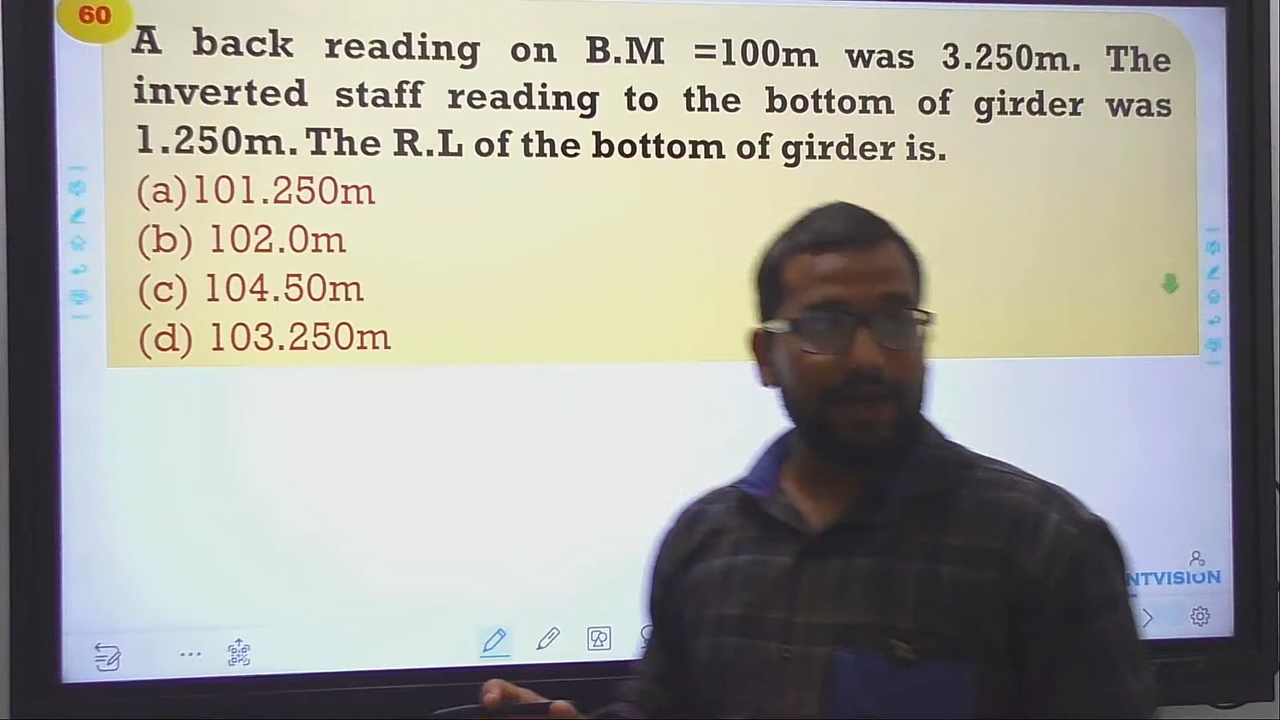 60
A back reading on B.M =100m was 3.250m. The
inverted staff reading to the bottom of girder was
1.250m. The R.L of the bottom of girder is.
(a)101.250m
(b) 102.0m
(c) 104.50m
(d) 103.250m
NTVISION